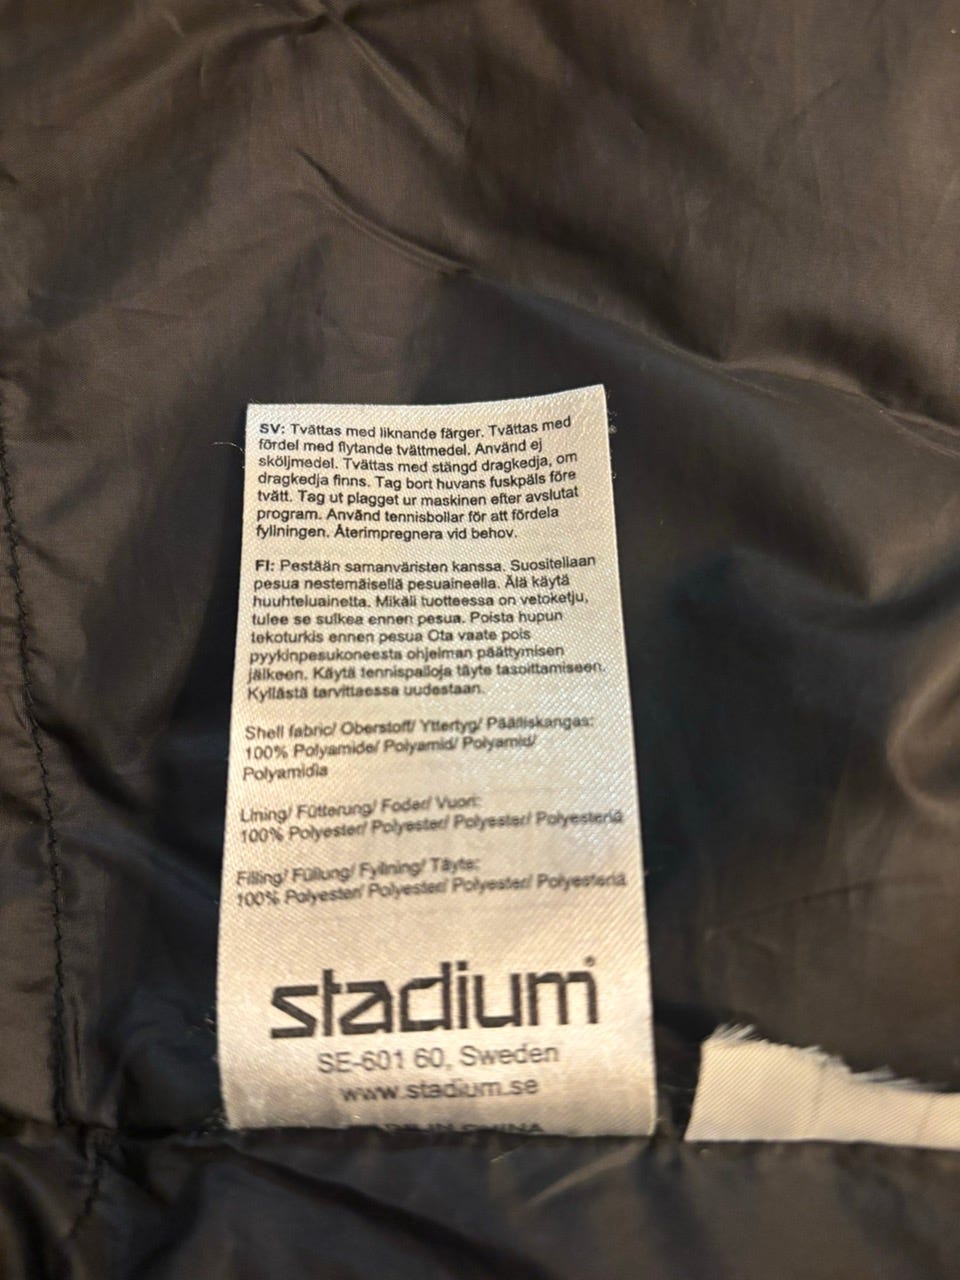 SV: Tvättas med liknande färger. Tvättas med
fördel med flytande tvättmedel. Använd ej
sköljmedel. Tvättas med stängd dragkedja, om
dragkedja finns. Tag bort huvans fuskpäls före
tvätt. Tag ut plagget ur maskinen efter avslutat
program. Använd tennisbollar för att fördela
fyllningen. Återimpregnera vid behov.
FI: Pestään samanväristen kanssa. Suositellaan
pesua nestemäisellä pesuaineella. Älä käytä
huuhteluainetta. Mikäli tuotteessa on vetoketju,
tulee se sulkea ennen pesua. Poista hupun
tekoturkis ennen pesua Ota vaate pois
pyykinpesukoneesta ohjelman päättymisen
jälkeen. Käytä tennispalloja täyte tasoittamiseen.
Kyllästä tarvittaessa uudestaan.
Shell fabric/ Oberstoff/ Yttertyg/ Päälliskangas:
100% Polyamide/ Polyamid/ Polyamid/
Polyamidia
Lining/ Fütterung/ Foder/ Vuori:
100% Polyester/ Polyester/ Polyester/ Polyesteriä
Filling/ Füllung/ Fyllning/ Täyte:
100% Polyester/ Polyester/ Polyester/ Polyesteriä
stadium®
SE-601 60, Sweden
www.stadium.se
IN CHINA